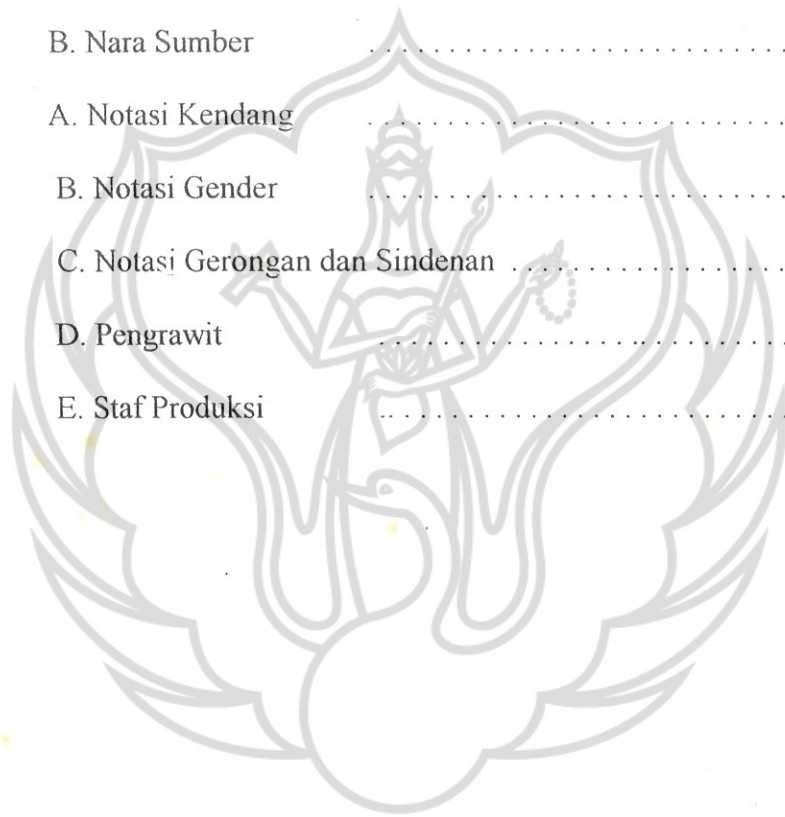 B. Nara Sumber . . . . . . . . . . . . . . . . . . . . . . . . . . .
A. Notasi Kendang . . . . . . . . . . . . . . . . . . . . . . . . . . .
B. Notasi Gender . . . . . . . . . . . . . . . . . . . . . . . . . . .
C. Notasi Gerongan dan Sindenan . . . . . . . . . . . . . . . . . .
D. Pengrawit . . . . . . . . . . . . . . . . . . . . . . . . . . .
E. Staf Produksi . . . . . . . . . . . . . . . . . . . . . . . . . . .